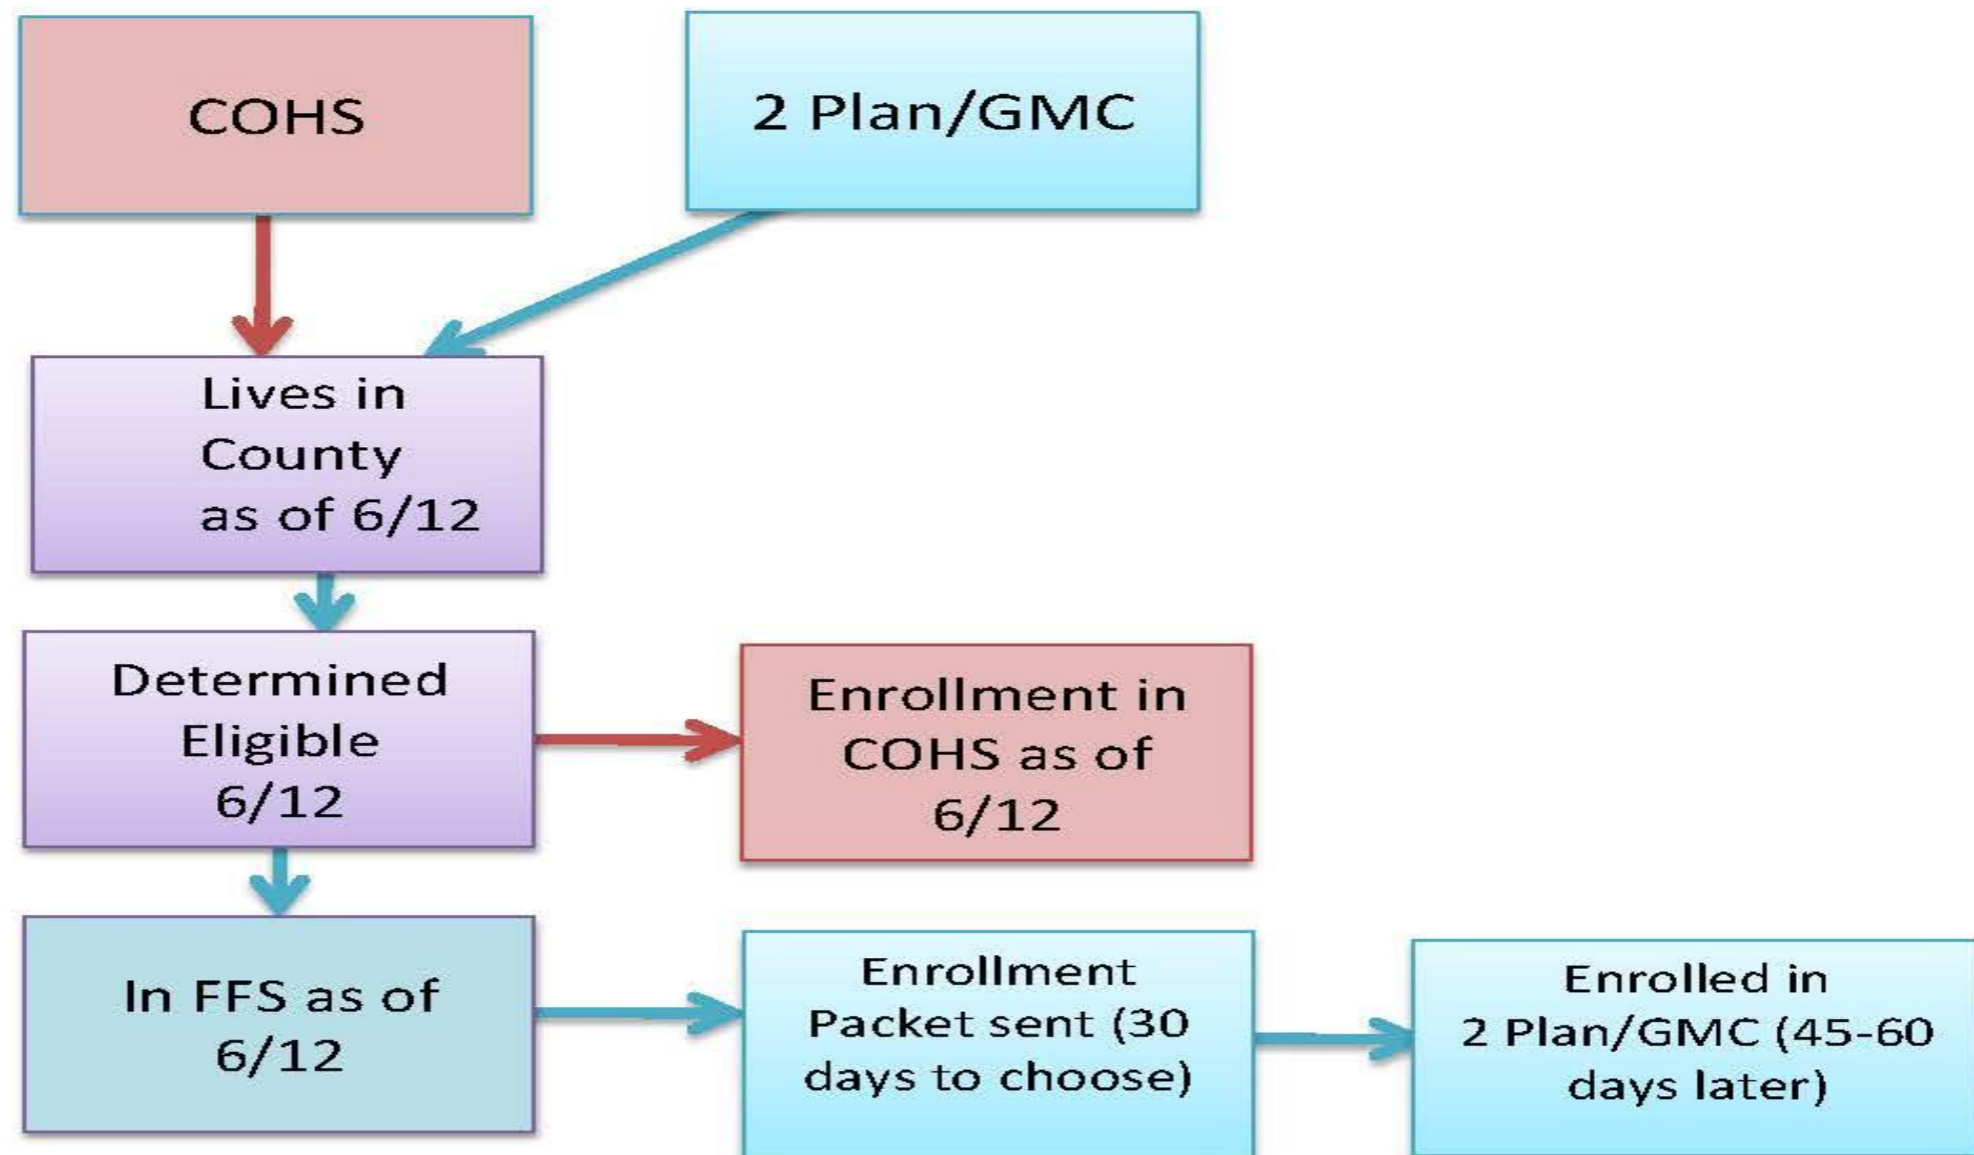 COHS
2 Plan/GMC
Lives in
County
as of 6/12
Determined
Eligible
6/12
Enrollment in
COHS as of
6/12
In FFS as of
6/12
Enrollment
Packet sent (30
days to choose)
Enrolled in
2 Plan/GMC (45-60
days later)